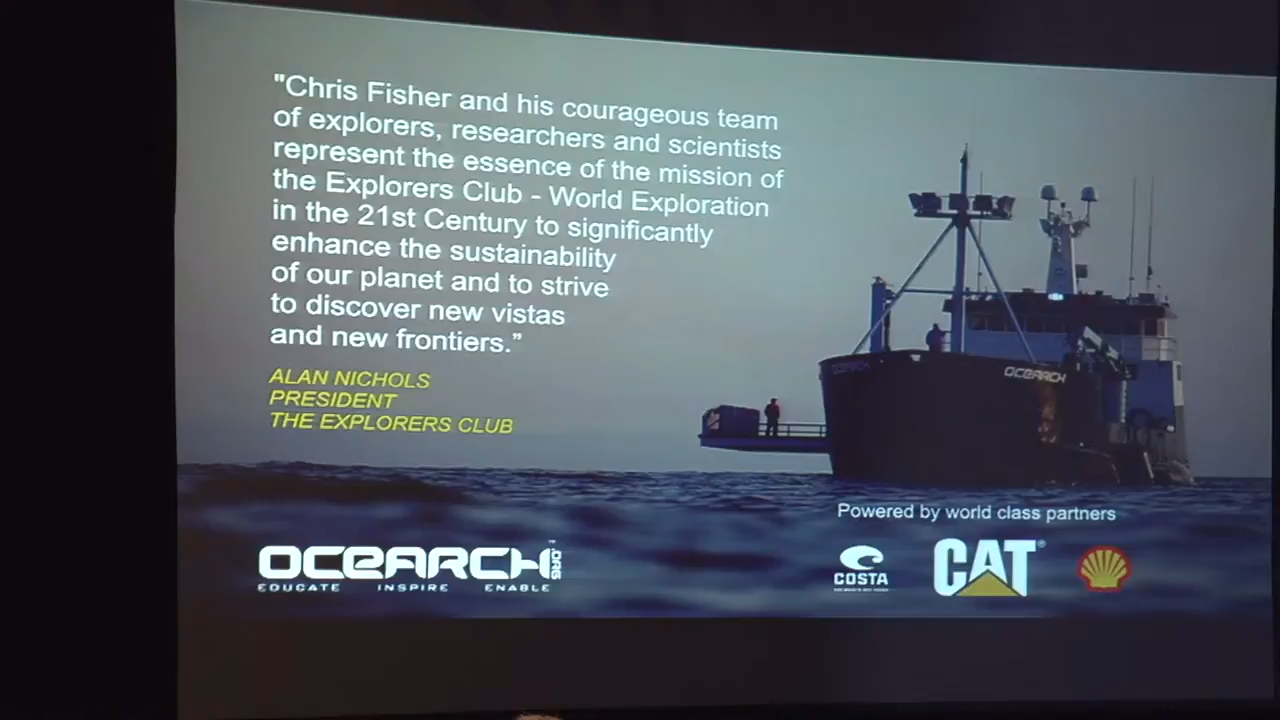 "Chris Fisher and his courageous team
of explorers, researchers and scientists
represent the essence of the mission of
the Explorers Club - World Exploration
in the 21st Century to significantly
enhance the sustainability
of our planet and to strive
to discover new vistas
and new frontiers.”
ALAN NICHOLS
PRESIDENT
THE EXPLORERS CLUB
OCEARCH
OCEARCH
Powered by world class partners
OCEARCH.ORG™
EDUCATE INSPIRE ENABLE
COSTA
CAT®